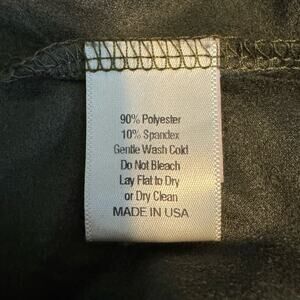 90% Polyester
10% Spandex
Gentle Wash Cold
Do Not Bleach
Lay Flat to Dry
or Dry Clean
MADE IN USA